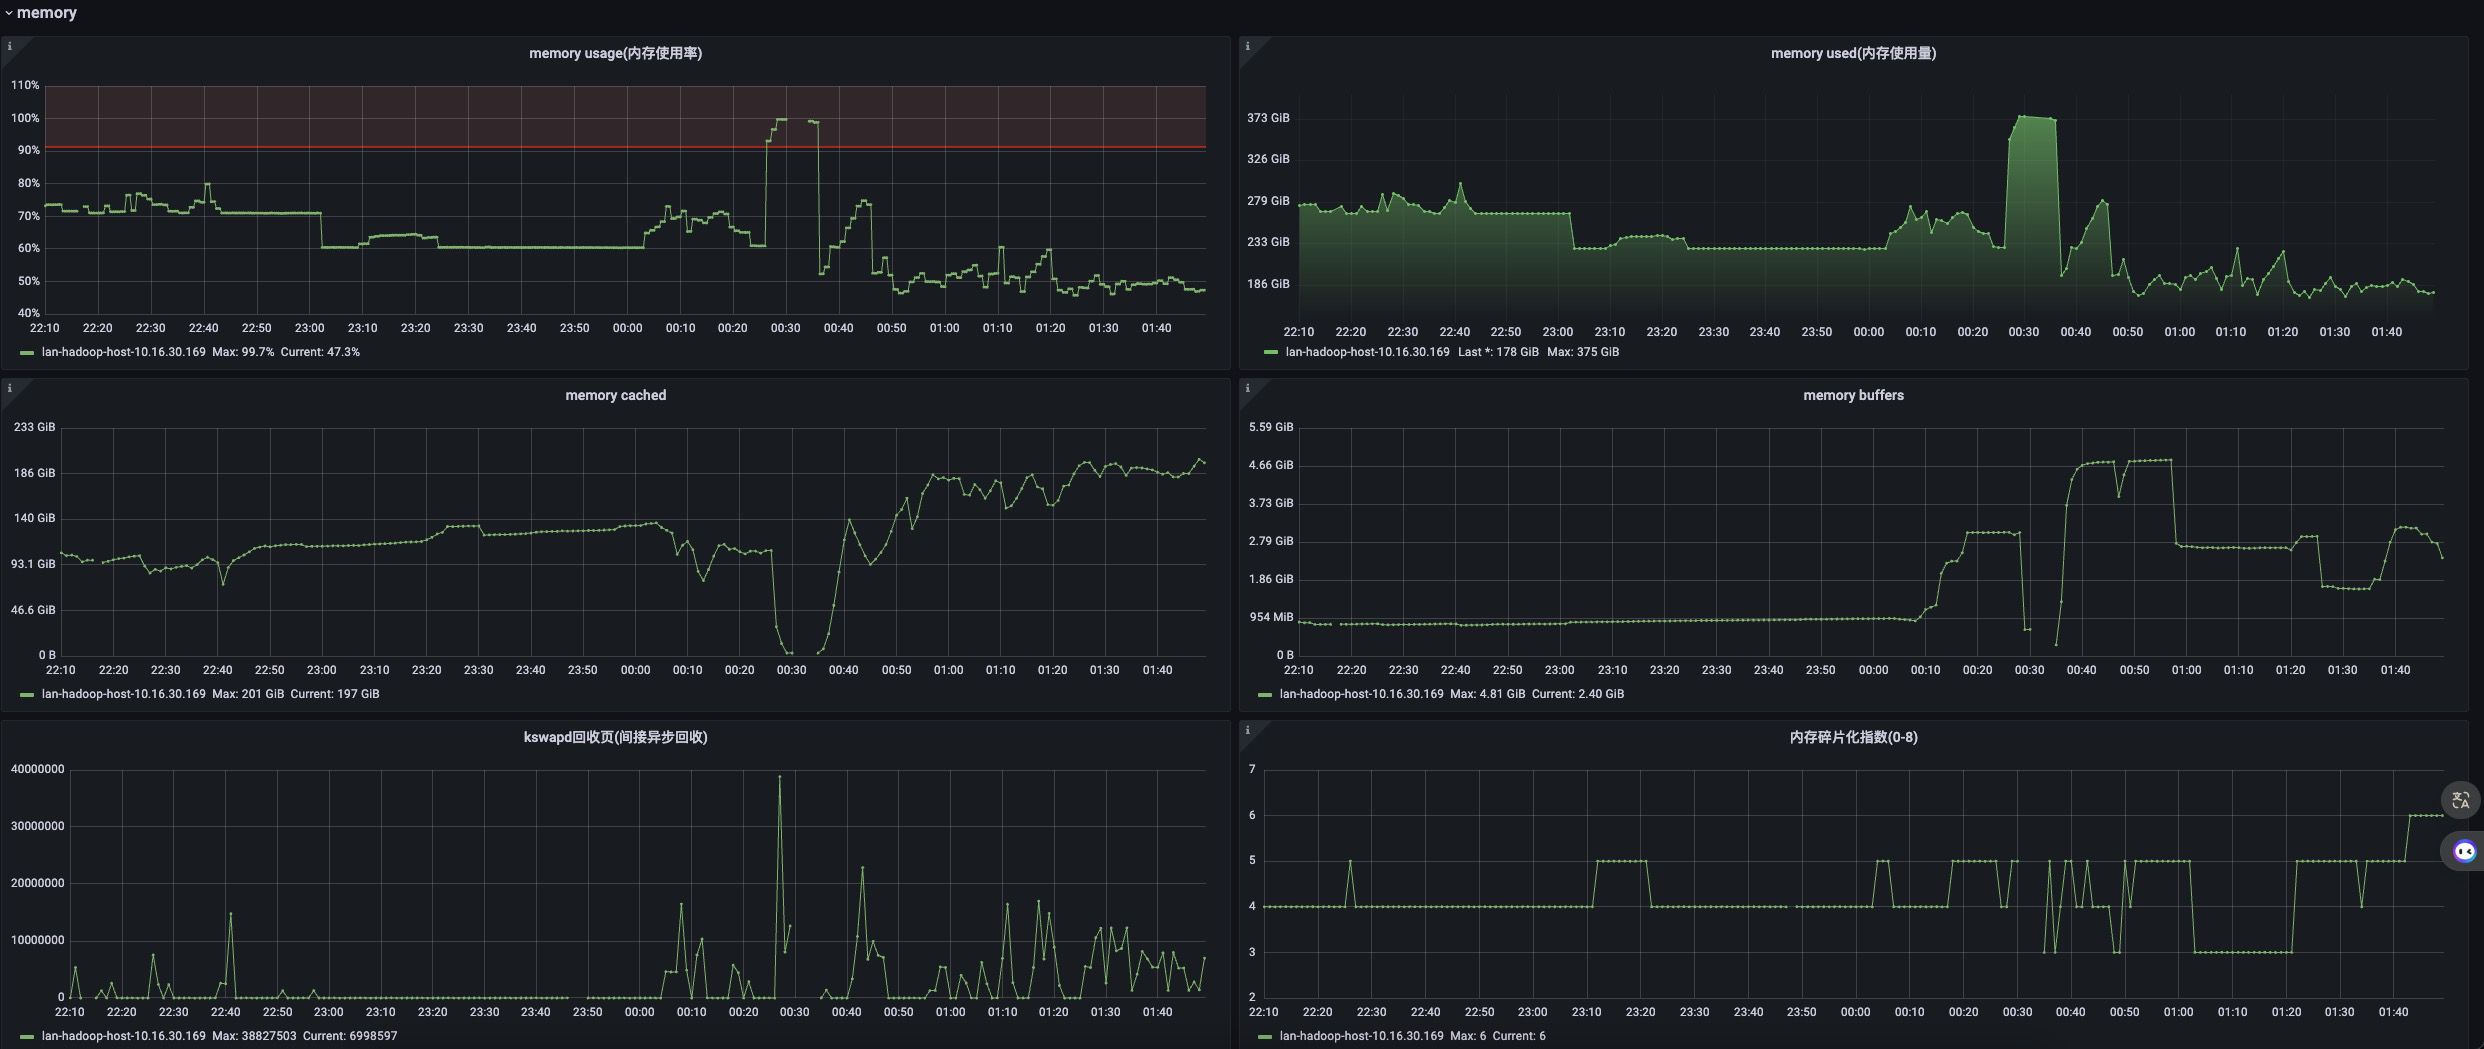 memory
memory usage(内存使用率)
110%
100%
90%
80%
70%
60%
50%
40%
22:10 22:20 22:30 22:40 22:50 23:00 23:10 23:20 23:30 23:40 23:50 00:00 00:10 00:20 00:30 00:40 00:50 01:00 01:10 01:20 01:30 01:40
lan-hadoop-host-10.16.30.169 Max: 99.7% Current: 47.3%
memory used(内存使用量)
373 GiB
326 GiB
279 GiB
233 GiB
186 GiB
22:10 22:20 22:30 22:40 22:50 23:00 23:10 23:20 23:30 23:40 23:50 00:00 00:10 00:20 00:30 00:40 00:50 01:00 01:10 01:20 01:30 01:40
lan-hadoop-host-10.16.30.169 Last *: 178 GiB Max: 375 GiB
memory cached
233 GiB
186 GiB
140 GiB
93.1 GiB
46.6 GiB
0 B
22:10 22:20 22:30 22:40 22:50 23:00 23:10 23:20 23:30 23:40 23:50 00:00 00:10 00:20 00:30 00:40 00:50 01:00 01:10 01:20 01:30 01:40
lan-hadoop-host-10.16.30.169 Max: 201 GiB Current: 197 GiB
memory buffers
5.59 GiB
4.66 GiB
3.73 GiB
2.79 GiB
1.86 GiB
954 MiB
0 B
22:10 22:20 22:30 22:40 22:50 23:00 23:10 23:20 23:30 23:40 23:50 00:00 00:10 00:20 00:30 00:40 00:50 01:00 01:10 01:20 01:30 01:40
lan-hadoop-host-10.16.30.169 Max: 4.81 GiB Current: 2.40 GiB
kswapd回收页(间接异步回收)
40000000
30000000
20000000
10000000
0
22:10 22:20 22:30 22:40 22:50 23:00 23:10 23:20 23:30 23:40 23:50 00:00 00:10 00:20 00:30 00:40 00:50 01:00 01:10 01:20 01:30 01:40
lan-hadoop-host-10.16.30.169 Max: 38827503 Current: 6998597
内存碎片化指数(0-8)
7
6
5
4
3
2
22:10 22:20 22:30 22:40 22:50 23:00 23:10 23:20 23:30 23:40 23:50 00:00 00:10 00:20 00:30 00:40 00:50 01:00 01:10 01:20 01:30 01:40
lan-hadoop-host-10.16.30.169 Max: 6 Current: 6